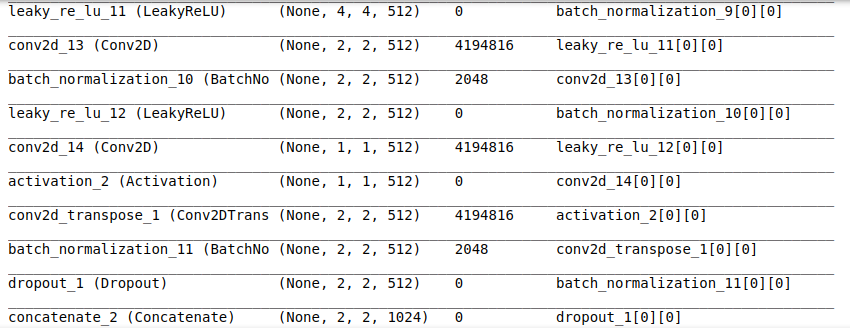 leaky_re_lu_11 (LeakyReLU) (None, 4, 4, 512) 0 batch_normalization_9[0][0]
conv2d_13 (Conv2D) (None, 2, 2, 512) 4194816 leaky_re_lu_11[0][0]
batch_normalization_10 (BatchNo (None, 2, 2, 512) 2048 conv2d_13[0][0]
leaky_re_lu_12 (LeakyReLU) (None, 2, 2, 512) 0 batch_normalization_10[0][0]
conv2d_14 (Conv2D) (None, 1, 1, 512) 4194816 leaky_re_lu_12[0][0]
activation_2 (Activation) (None, 1, 1, 512) 0 conv2d_14[0][0]
conv2d_transpose_1 (Conv2DTrans (None, 2, 2, 512) 4194816 activation_2[0][0]
batch_normalization_11 (BatchNo (None, 2, 2, 512) 2048 conv2d_transpose_1[0][0]
dropout_1 (Dropout) (None, 2, 2, 512) 0 batch_normalization_11[0][0]
concatenate_2 (Concatenate) (None, 2, 2, 1024) 0 dropout_1[0][0]